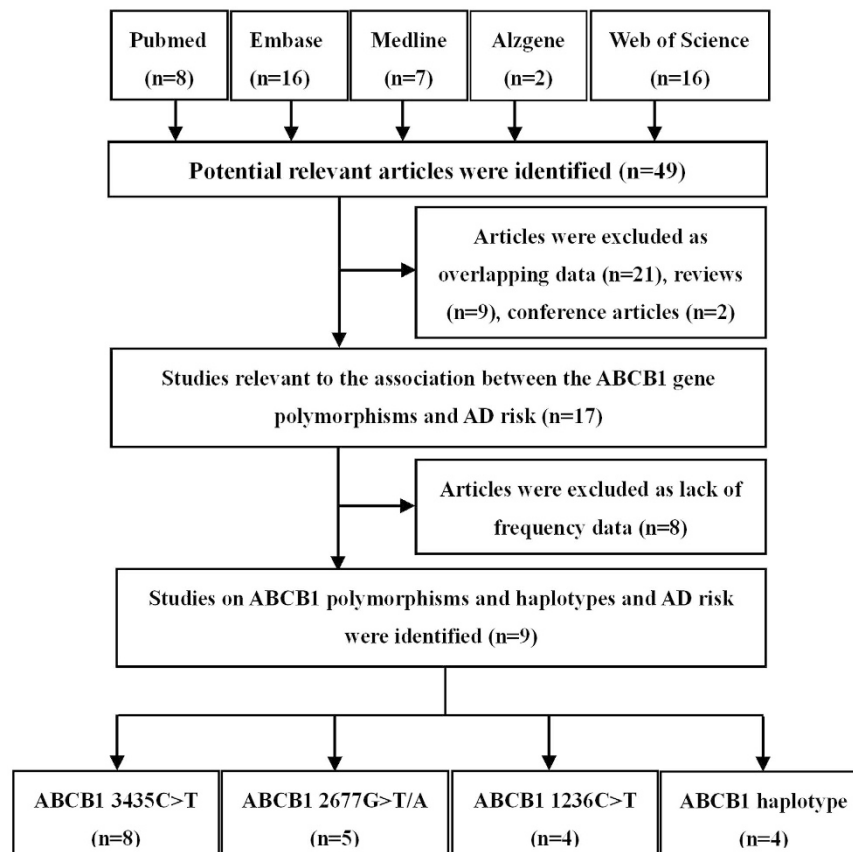 Pubmed
(n=8)
Embase
(n=16)
Medline
(n=7)
Alzgene
(n=2)
Web of Science
(n=16)
Potential relevant articles were identified (n=49)
Articles were excluded as
overlapping data (n=21), reviews
(n=9), conference articles (n=2)
Studies relevant to the association between the ABCB1 gene
polymorphisms and AD risk (n=17)
Articles were excluded as lack of
frequency data (n=8)
Studies on ABCB1 polymorphisms and haplotypes and AD risk
were identified (n=9)
ABCB1 3435C>T
(n=8)
ABCB1 2677G>T/A
(n=5)
ABCB1 1236C>T
(n=4)
ABCB1 haplotype
(n=4)